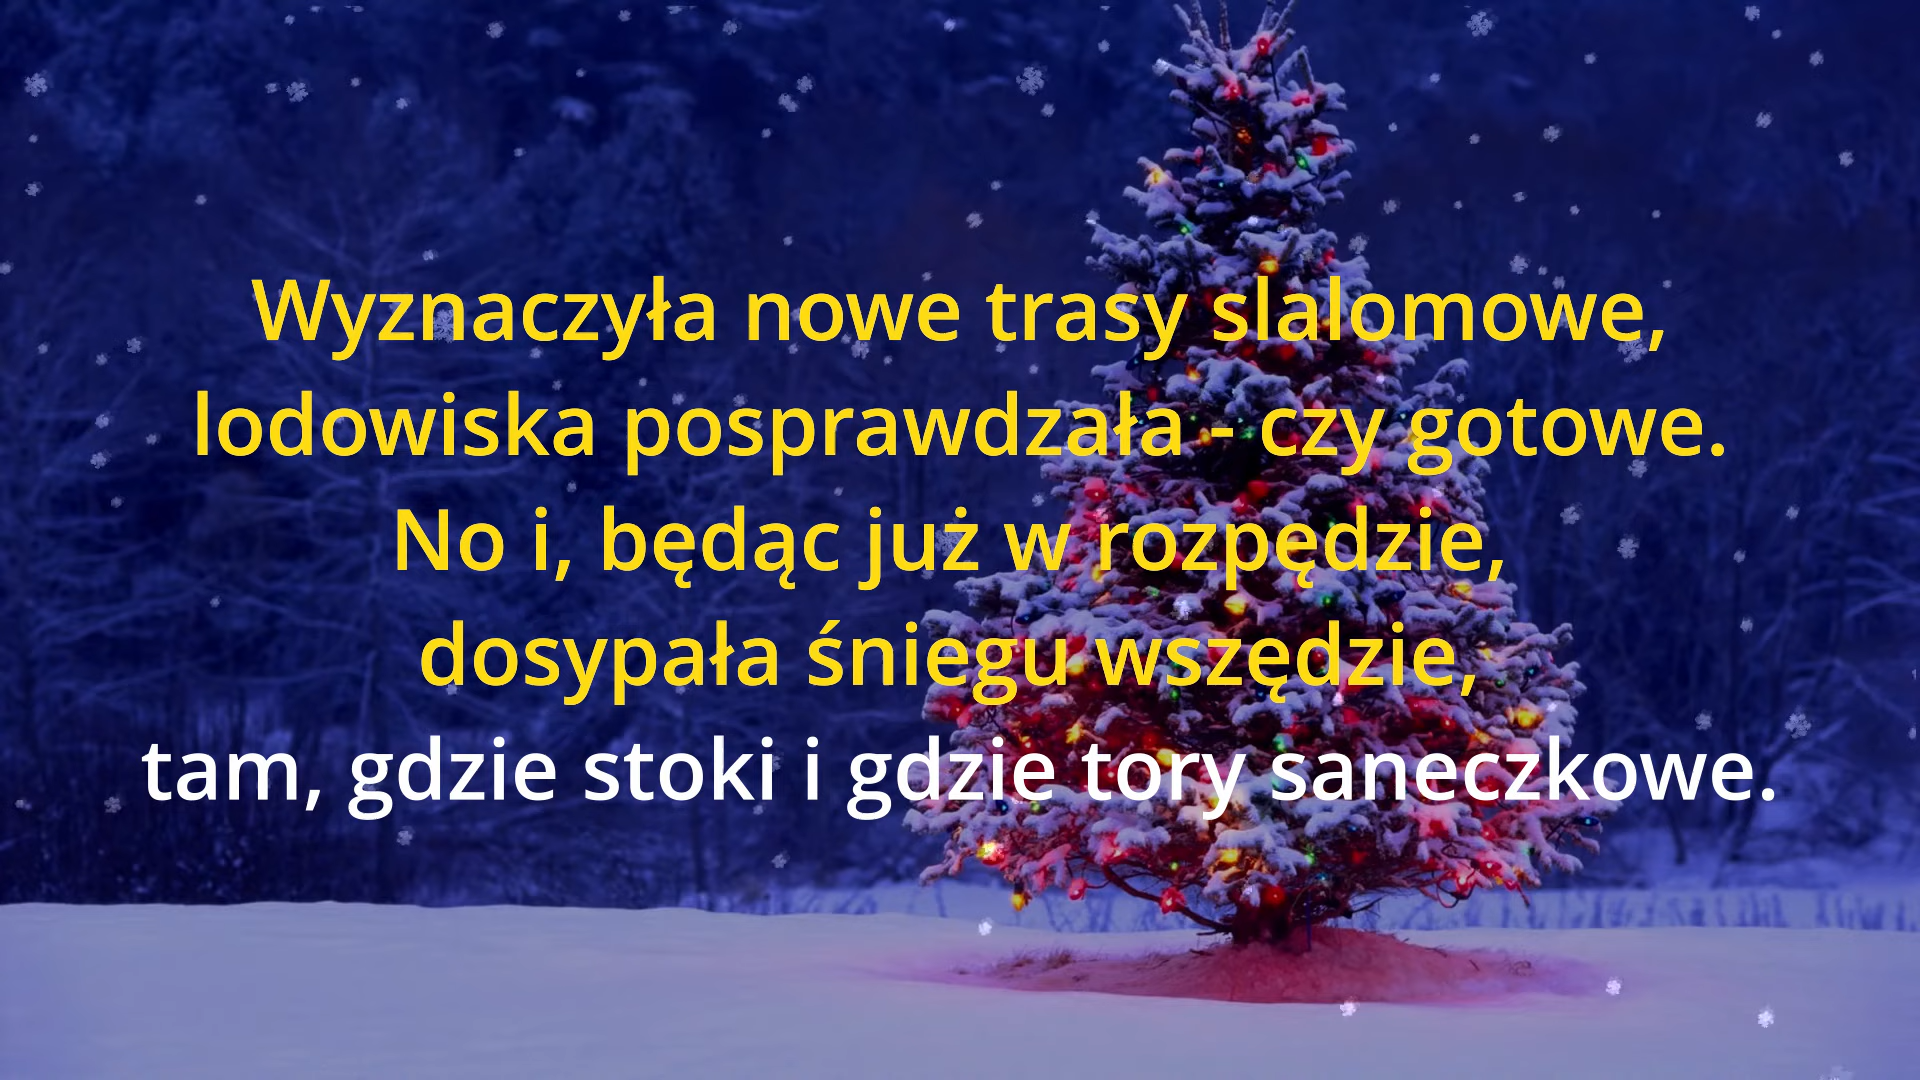 Wyznaczyła nowe trasy slalomowe,
lodowiska posprawdzała - czy gotowe.
No i, będąc już w rozpędzie,
dosypała śniegu wszędzie,
tam, gdzie stoki i gdzie tory saneczkowe.